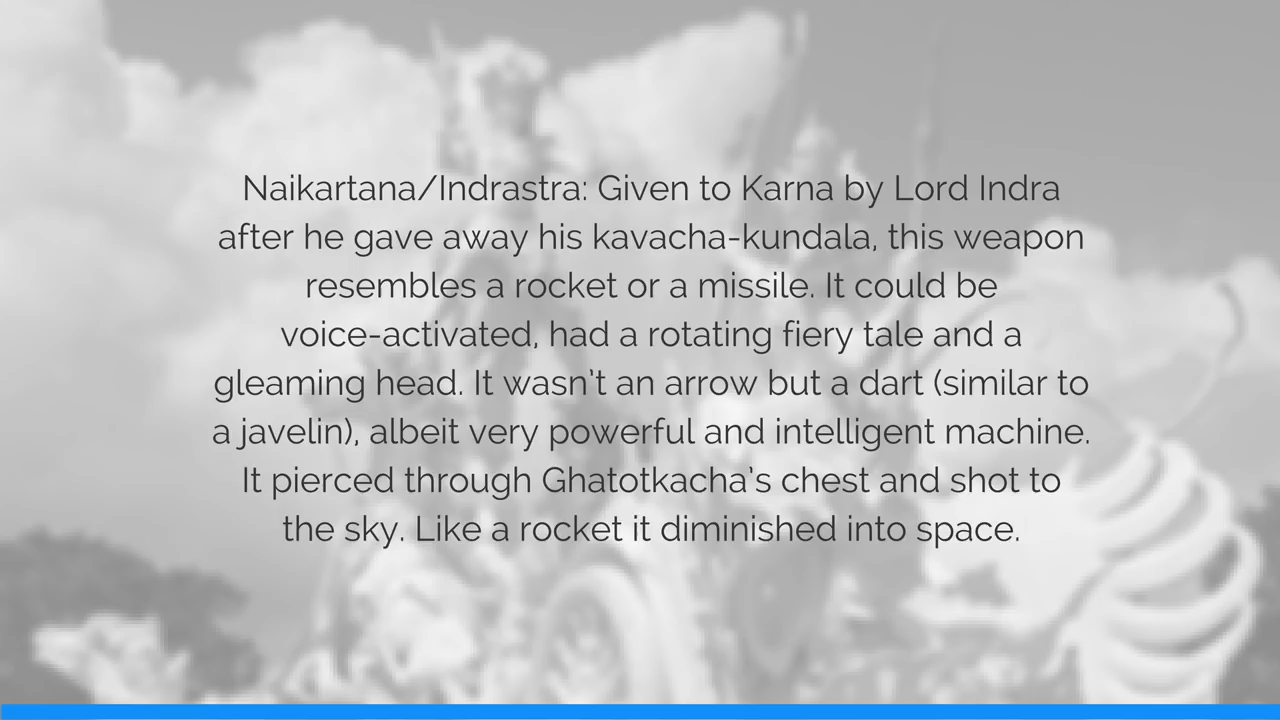 Naikartana/Indrastra: Given to Karna by Lord Indra
after he gave away his kavacha-kundala, this weapon
resembles a rocket or a missile. It could be
voice-activated, had a rotating fiery tale and a
gleaming head. It wasn't an arrow but a dart (similar to
a javelin), albeit very powerful and intelligent machine.
It pierced through Ghatotkacha's chest and shot to
the sky. Like a rocket it diminished into space.